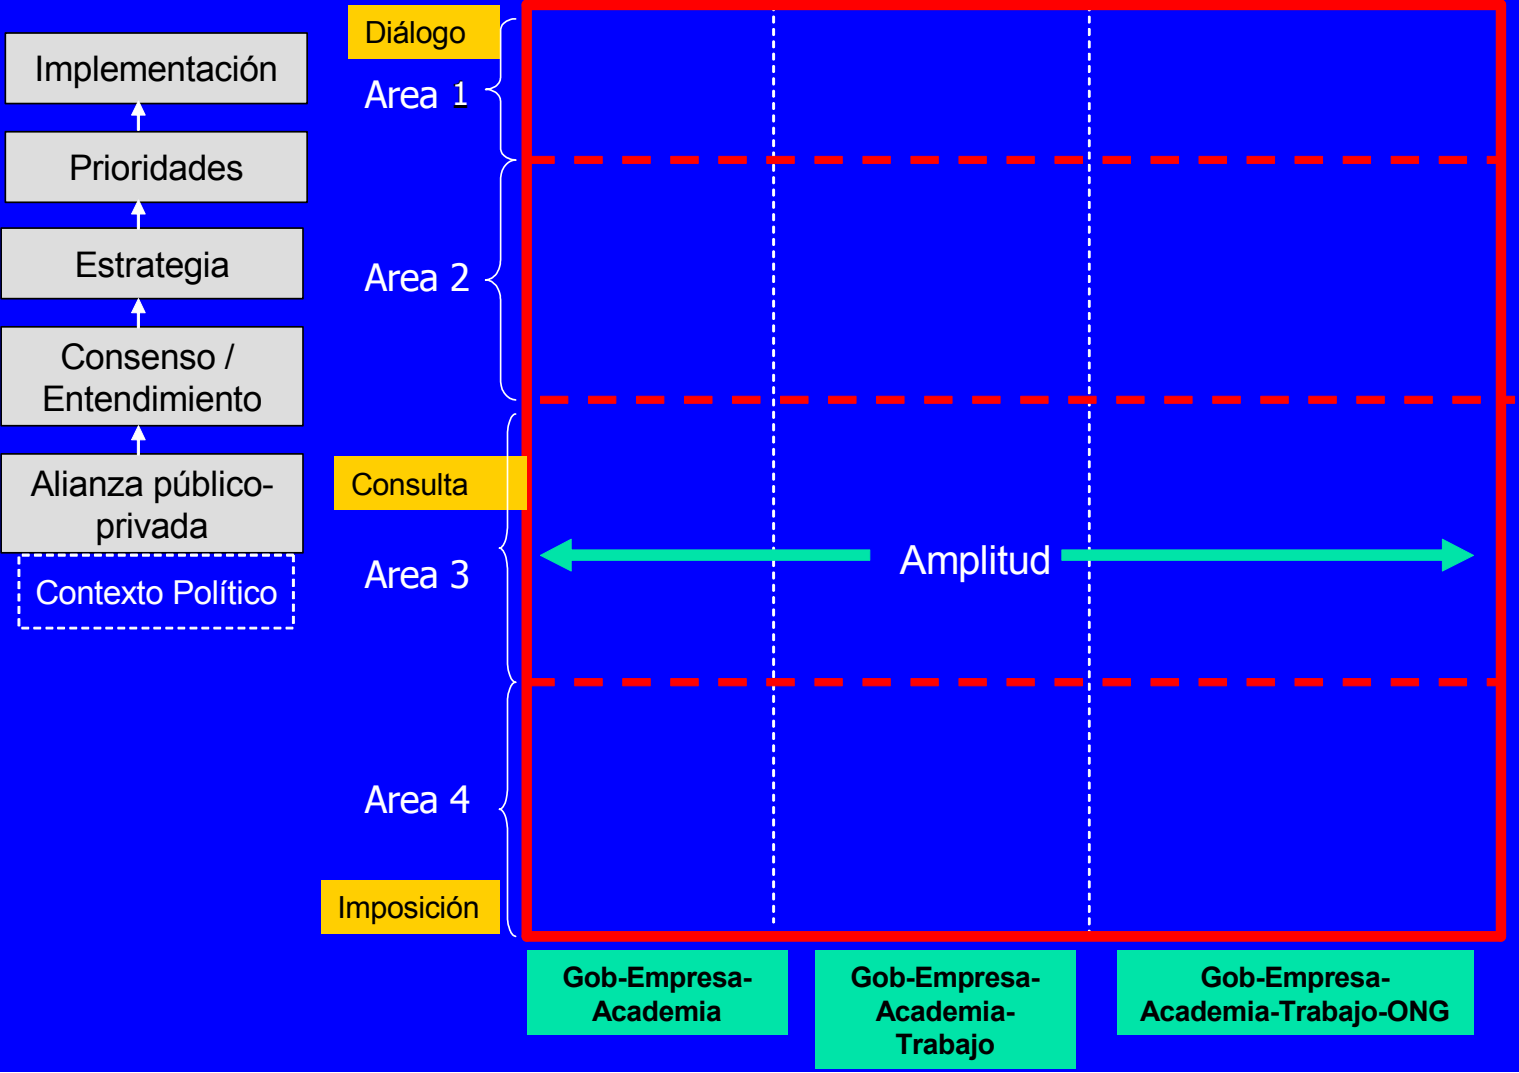 Implementación
Prioridades
Estrategia
Consenso /
Entendimiento
Alianza público-
privada
Contexto Político
Diálogo
Area 1
Area 2
Consulta
Area 3
Area 4
Imposición
Amplitud
Gob-Empresa-
Academia
Gob-Empresa-
Academia-
Trabajo
Gob-Empresa-
Academia-Trabajo-ONG